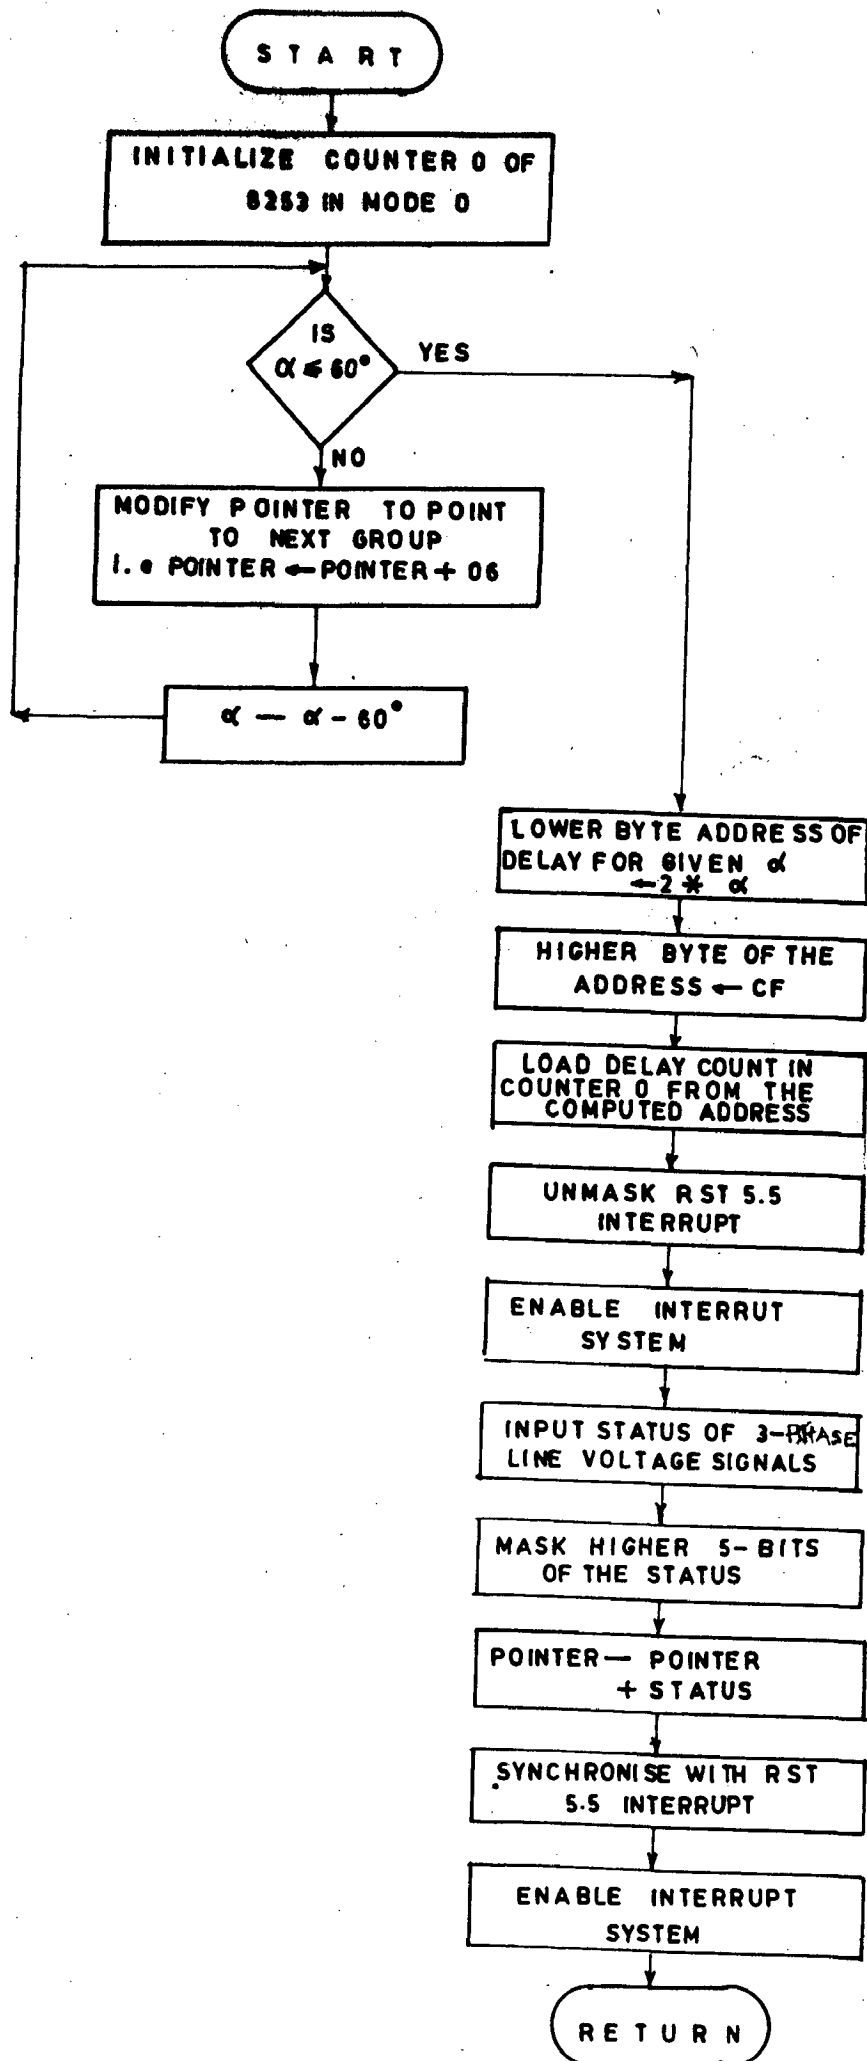 START
INITIALIZE COUNTER 0 OF
8253 IN MODE 0
IS
α ≤ 60°
YES
NO
MODIFY POINTER TO POINT
TO NEXT GROUP
I.e POINTER ← POINTER + 06
α — α - 60°
LOWER BYTE ADDRESS OF
DELAY FOR GIVEN α
← 2 * α
HIGHER BYTE OF THE
ADDRESS ← CF
LOAD DELAY COUNT IN
COUNTER 0 FROM THE
COMPUTED ADDRESS
UNMASK RST 5.5
INTERRUPT
ENABLE INTERRUT
SYSTEM
INPUT STATUS OF 3-PHASE
LINE VOLTAGE SIGNALS
MASK HIGHER 5-BITS
OF THE STATUS
POINTER — POINTER
+ STATUS
SYNCHRONISE WITH RST
5.5 INTERRUPT
ENABLE INTERRUPT
SYSTEM
RETURN